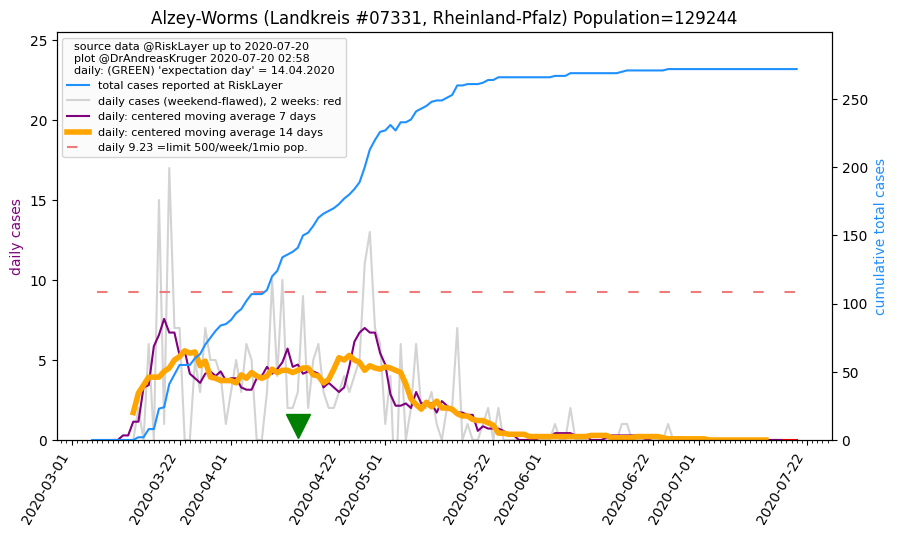 Alzey-Worms (Landkreis #07331, Rheinland-Pfalz) Population=129244
source data @RiskLayer up to 2020-07-20
plot @DrAndreasKruger 2020-07-20 02:58
daily: (GREEN) 'expectation day' = 14.04.2020
total cases reported at RiskLayer
daily cases (weekend-flawed), 2 weeks: red
daily: centered moving average 7 days
daily: centered moving average 14 days
daily 9.23 =limit 500/week/1mio pop.
daily cases
25
20
15
10
5
0
cumulative total cases
250
200
150
100
50
0
2020-03-01
2020-03-22
2020-04-01
2020-04-22
2020-05-01
2020-05-22
2020-06-01
2020-06-22
2020-07-01
2020-07-22